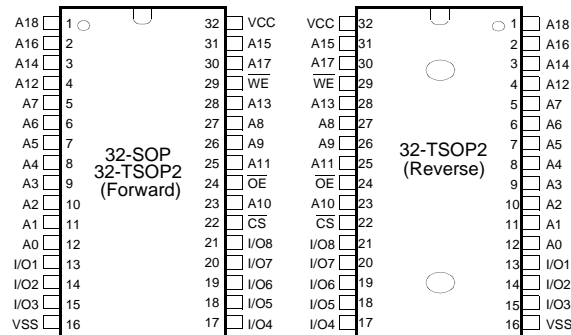 A18 1 32 VCC VCC 32 1 A18
A16 2 31 A15 A15 31 2 A16
A14 3 30 A17 A17 30 3 A14
A12 4 29 WE WE 29 4 A12
A7 5 28 A13 A13 28 5 A7
A6 6 27 A8 A8 27 6 A6
A5 7 26 A9 A9 26 7 A5
32-SOP
32-TSOP2
(Forward)
32-TSOP2
(Reverse)
A4 8 25 A11 A11 25 8 A4
A3 9 24 OE OE 24 9 A3
A2 10 23 A10 A10 23 10 A2
A1 11 22 CS CS 22 11 A1
A0 12 21 I/O8 I/O8 21 12 A0
I/O1 13 20 I/O7 I/O7 20 13 I/O1
I/O2 14 19 I/O6 I/O6 19 14 I/O2
I/O3 15 18 I/O5 I/O5 18 15 I/O3
VSS 16 17 I/O4 I/O4 17 16 VSS